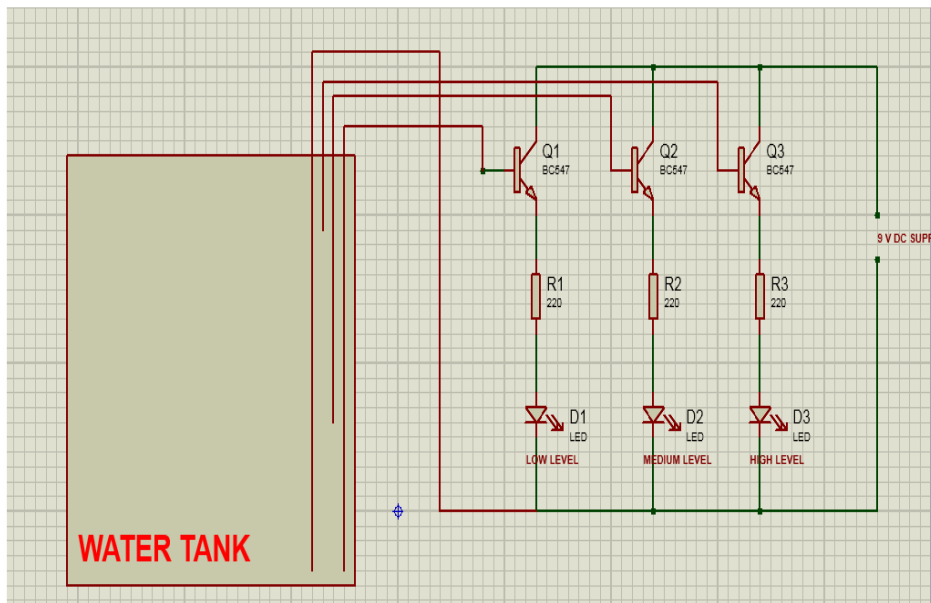 Q1
BC547
Q2
BC547
Q3
BC547
9 V DC SUPP
R1
220
R2
220
R3
220
D1
LED
D2
LED
D3
LED
LOW LEVEL
MEDIUM LEVEL
HIGH LEVEL
WATER TANK